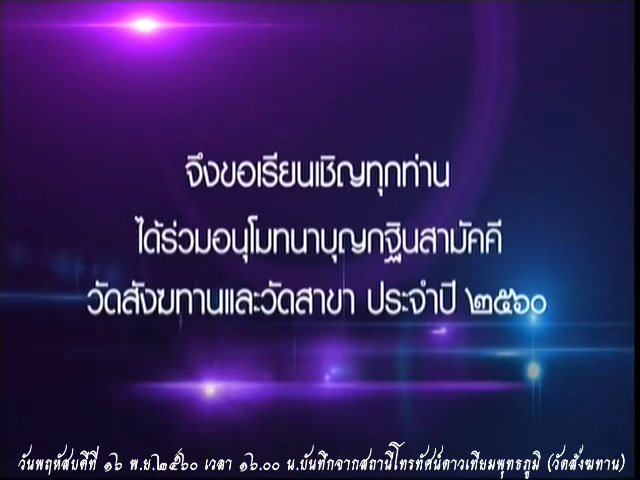 จึงขอเรียนเชิญทุกท่าน
ได้ร่วมอนุโมทนาบุญกฐินสามัคคี
วัดสังฆทานและวัดสาขา ประจำปี ๒๕๖๐
วันพฤหัสบดีที่ ๑๖ พ.ย.๒๕๖๐ เวลา ๑๖.๐๐ น.บันทึกจากสถานีโทรทัศน์ดาวเทียมพุทธภูมิ (วัดสังฆทาน)